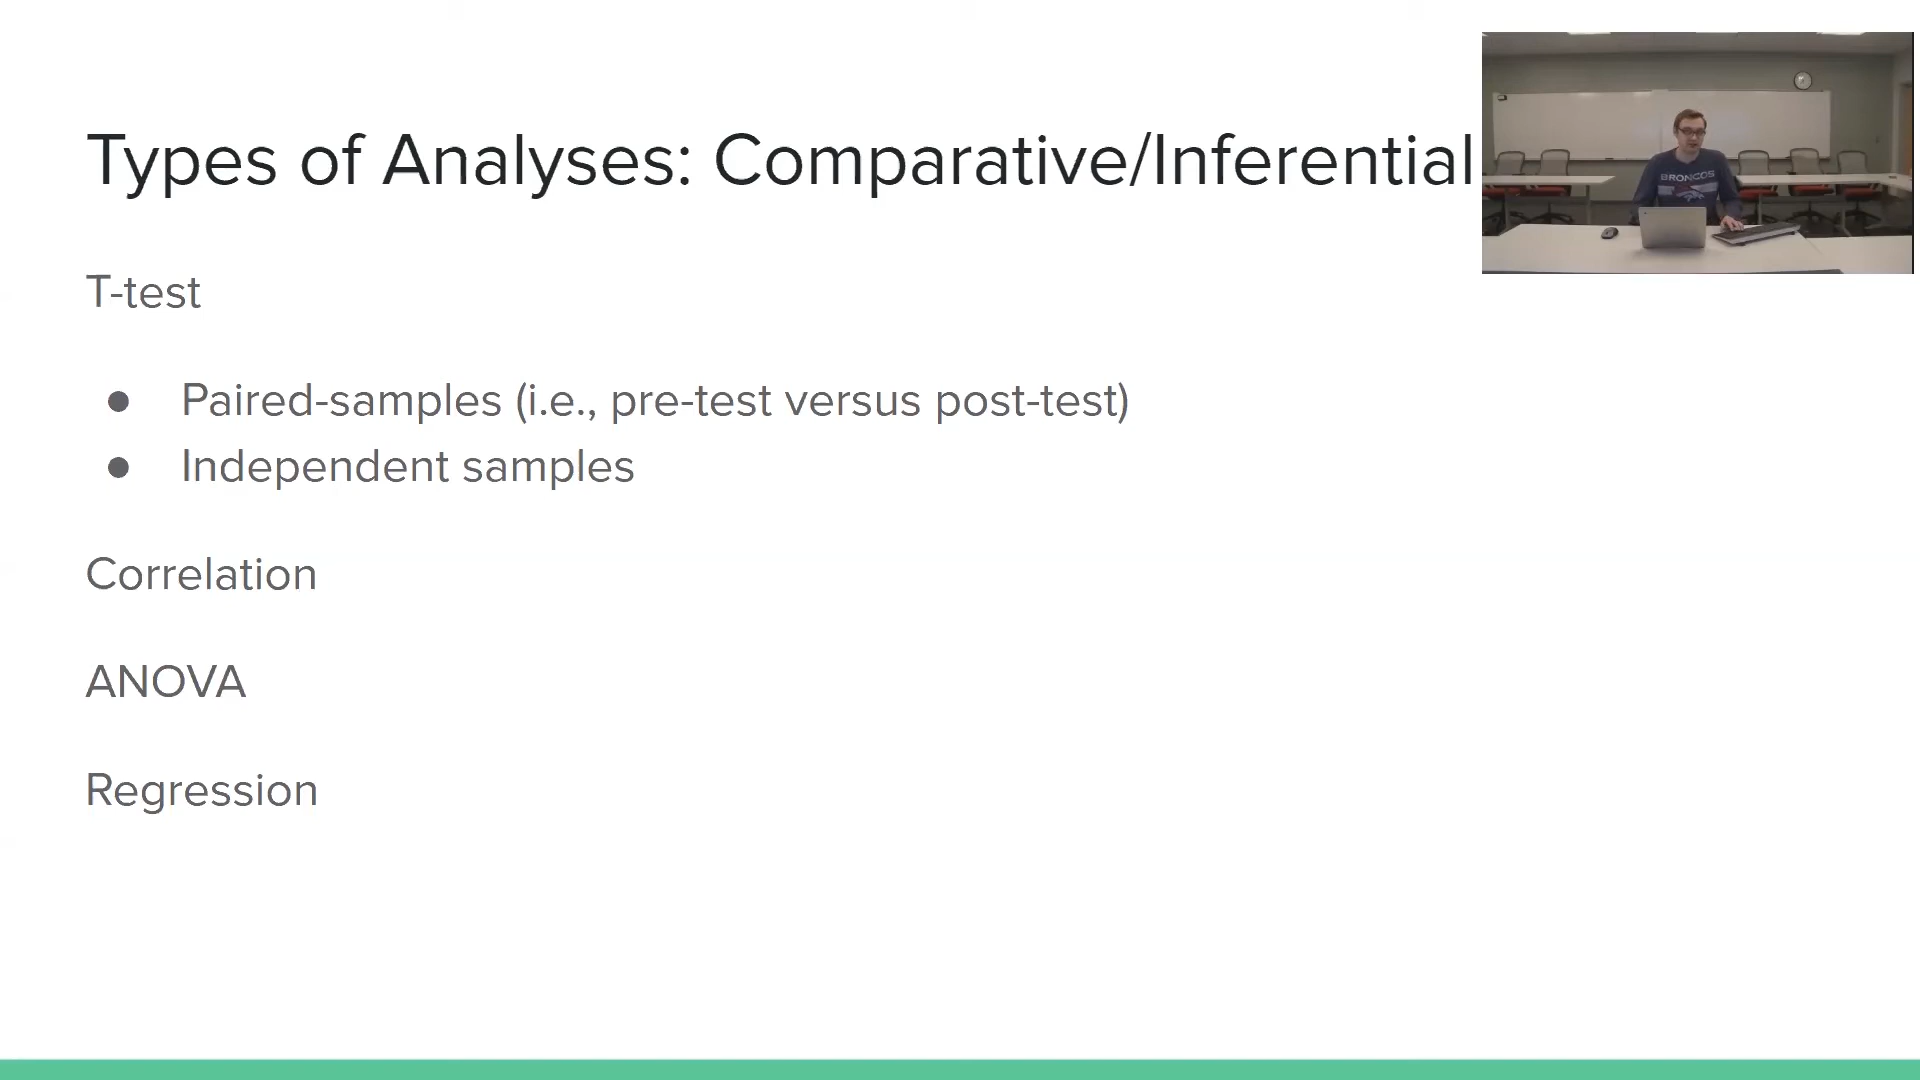 Types of Analyses: Comparative/Inferential
BRONCOS
T-test
● Paired-samples (i.e., pre-test versus post-test)
● Independent samples
Correlation
ANOVA
Regression